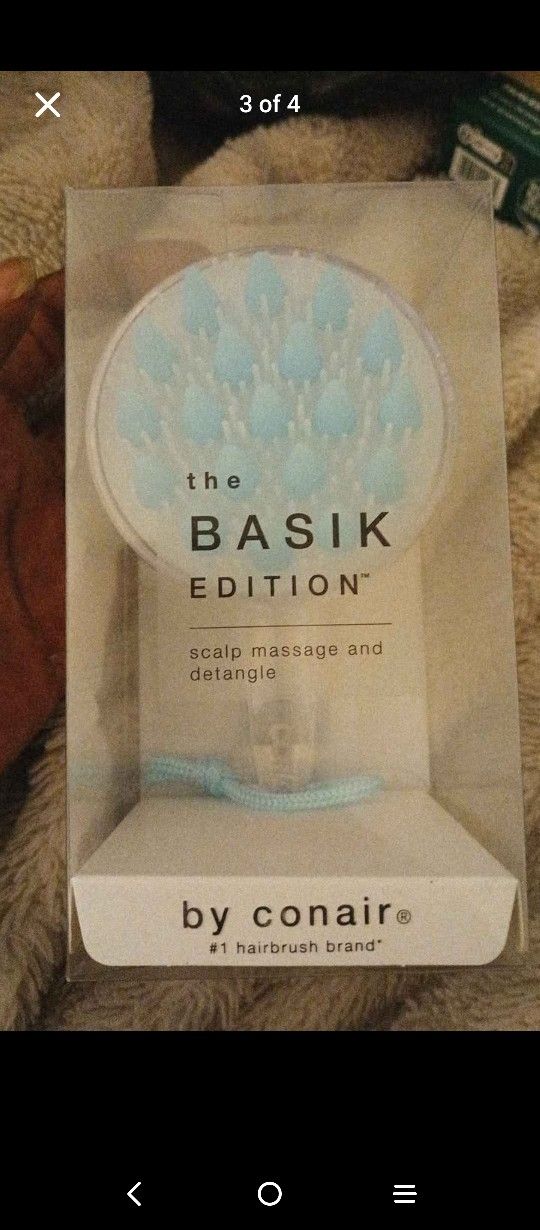 3 of 4
the
BASIK
EDITION™
scalp massage and
detangle
by conair®
#1 hairbrush brand*